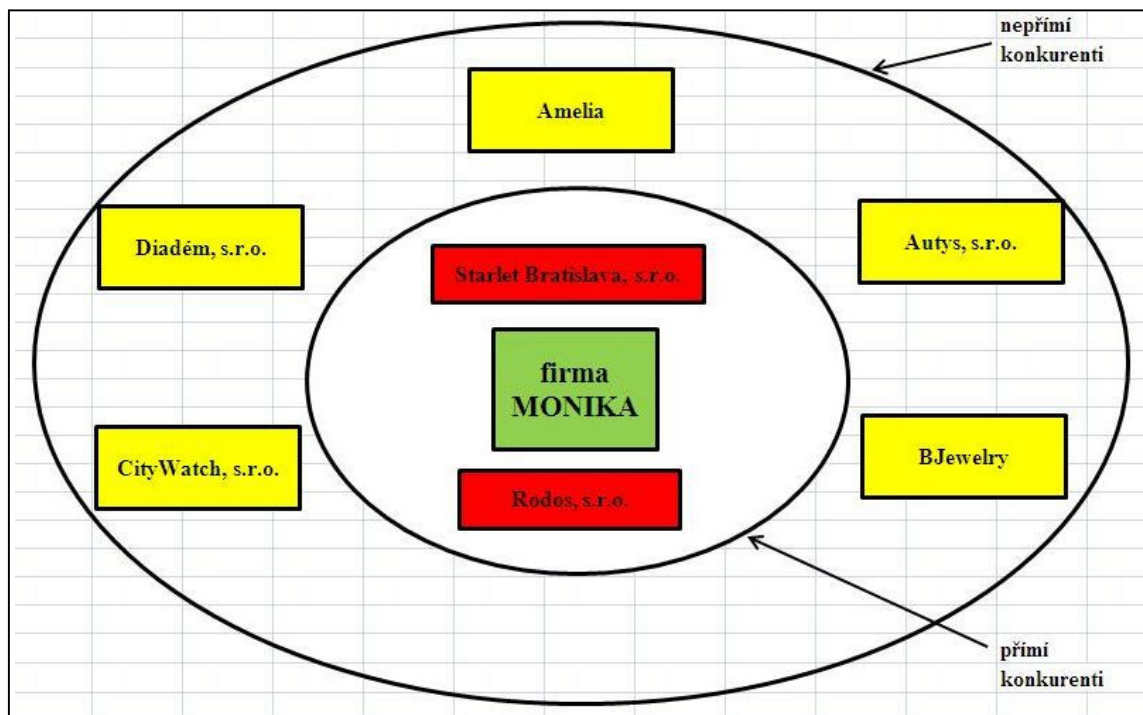 nepřímí
konkurenti
Amelia
Diadém, s.r.o.
Autys, s.r.o.
Starlet Bratislava, s.r.o.
firma
MONIKA
CityWatch, s.r.o.
BJewelry
Rodos, s.r.o.
přímí
konkurenti